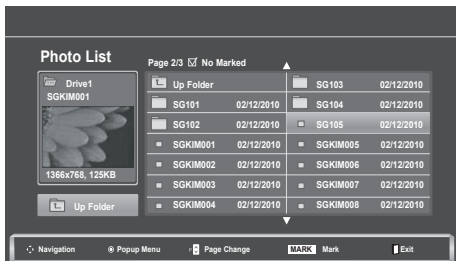 Photo List
Page 2/3 No Marked
Drive1
SGKIM001
1366x768, 125KB
Up Folder
Up Folder
SG101 02/12/2010
SG102 02/12/2010
SGKIM001 02/12/2010
SGKIM002 02/12/2010
SGKIM003 02/12/2010
SGKIM004 02/12/2010
SG103 02/12/2010
SG104 02/12/2010
SG105 02/12/2010
SGKIM005 02/12/2010
SGKIM006 02/12/2010
SGKIM007 02/12/2010
SGKIM008 02/12/2010
Navigation Popup Menu Page Change MARK Mark Exit